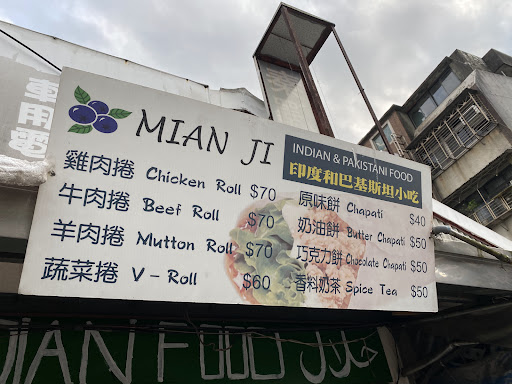 MIAN JI
INDIAN & PAKISTANI FOOD
印度和巴基斯坦小吃
雞肉捲 Chicken Roll $70
牛肉捲 Beef Roll $70
羊肉捲 Mutton Roll $70
蔬菜捲 V - Roll $60
原味餅 Chapati $40
奶油餅 Butter Chapati $50
巧克力餅 Chocolate Chapati $50
香料奶茶 Spice Tea $50
DIAN FOOD حلال